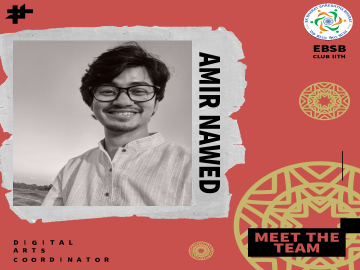 EBSB
CLUB IITH
AMIR NAWED
DIGITAL
ARTS
COORDINATOR
MEET THE
TEAM